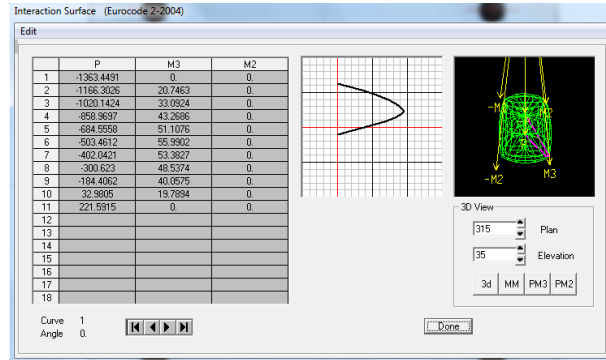 Interaction Surface (Eurocode 2-2004)
Edit
P M3 M2
1 -1363.4491 0. 0.
2 -1166.3026 20.7463 0.
3 -1020.1424 33.0924 0.
4 -858.9697 43.2686 0.
5 -684.5558 51.1076 0.
6 -503.4612 55.9902 0.
7 -402.0421 53.3827 0.
8 -300.623 48.5374 0.
9 -184.4062 40.0575 0.
10 32.9805 19.7894 0.
11 221.5915 0. 0.
12
13
14
15
16
17
18
-M2
M3
3D View
315 Plan
35 Elevation
3d MM PM3 PM2
Curve 1
Angle 0.
Done